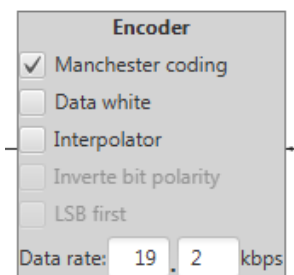 Encoder
Manchester coding
Data white
Interpolator
Inverte bit polarity
LSB first
Data rate: 19 . 2 kbps